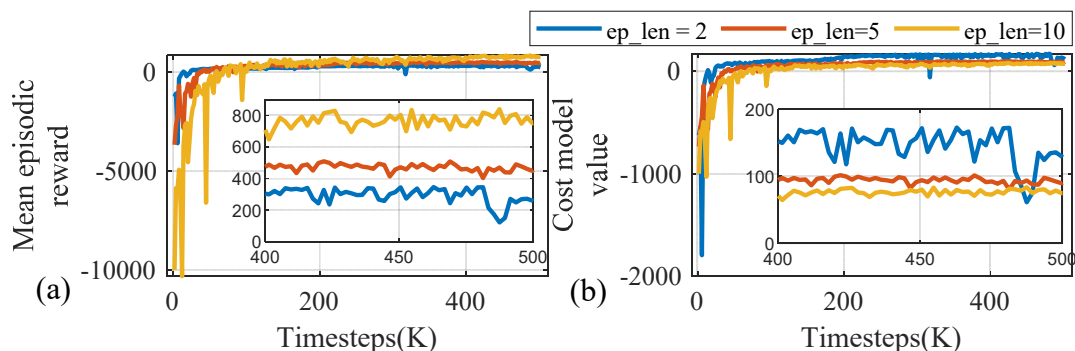 ep_len = 2 ep_len=5 ep_len=10
Mean episodic
reward
0
-5000
-10000
0 200 400
Timesteps(K)
800
600
400
200
0
400 450 500
(a)
Cost model
value
0
-1000
-2000
0 200 400
Timesteps(K)
200
100
0
400 450 500
(b)